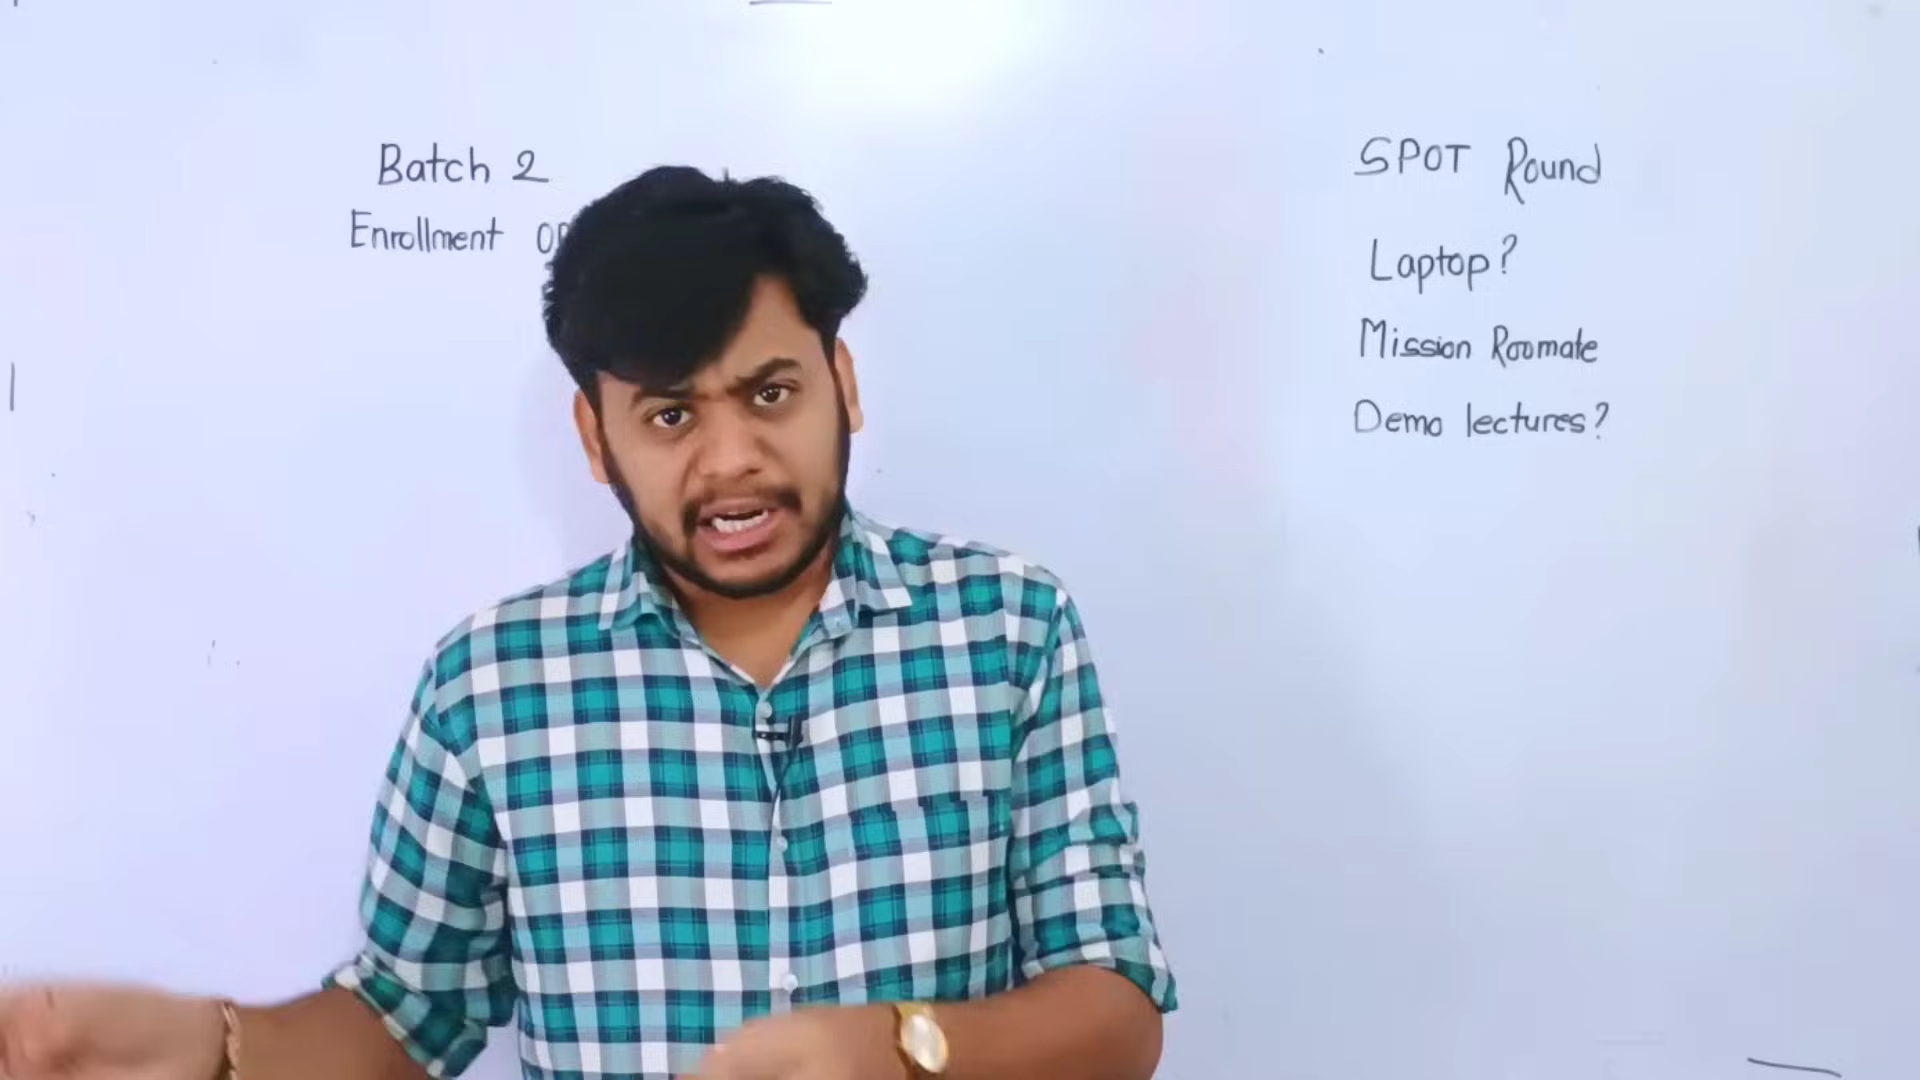 Batch 2
Enrollment
SPOT Round
Laptop?
Mission Roomate
Demo lectures?